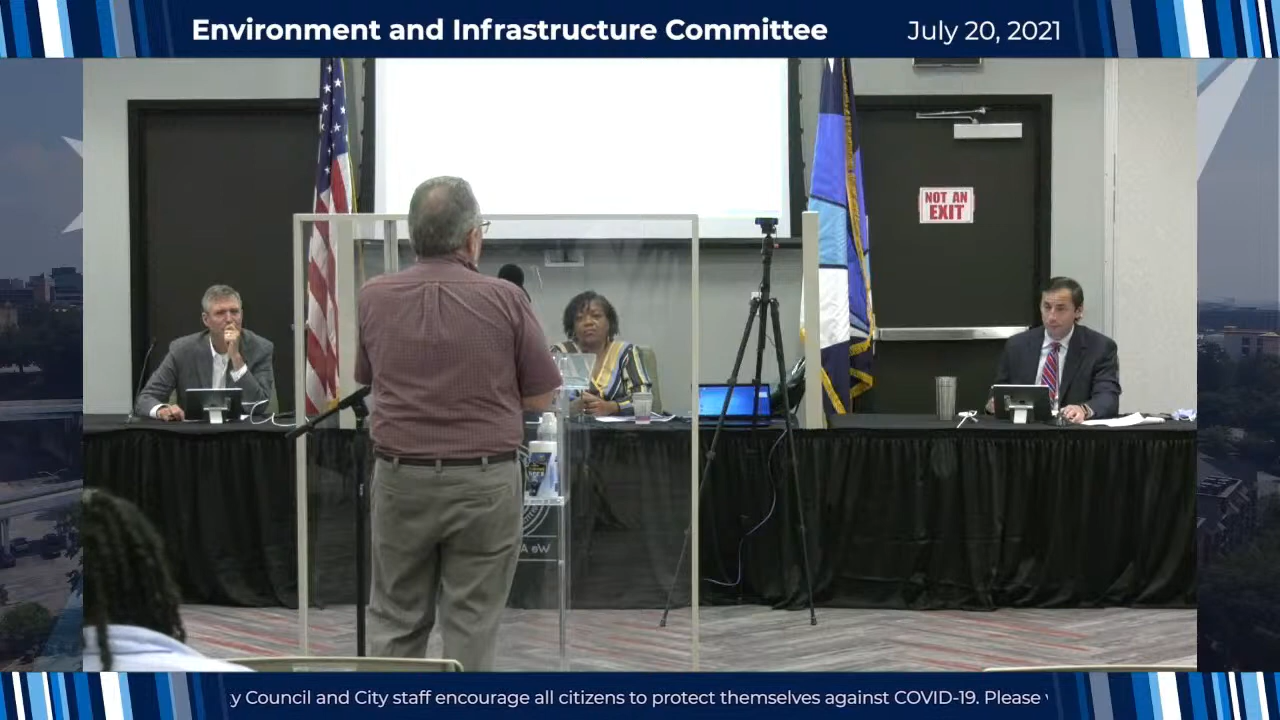 Environment and Infrastructure Committee
July 20, 2021
NOT AN
EXIT
We A
y Council and City staff encourage all citizens to protect themselves against COVID-19. Please